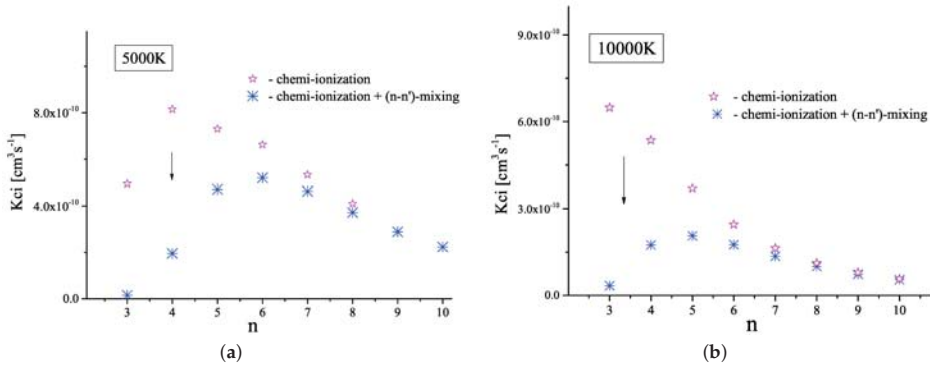 5000K
- chemi-ionization
- chemi-ionization + (n-n')-mixing
Kci [cm³s⁻¹]
8.0x10⁻¹⁰
4.0x10⁻¹⁰
0.0
3 4 5 6 7 8 9 10
n
(a)
10000K
- chemi-ionization
- chemi-ionization + (n-n')-mixing
Kci [cm³s⁻¹]
9.0x10⁻¹⁰
6.0x10⁻¹⁰
3.0x10⁻¹⁰
0.0
3 4 5 6 7 8 9 10
n
(b)